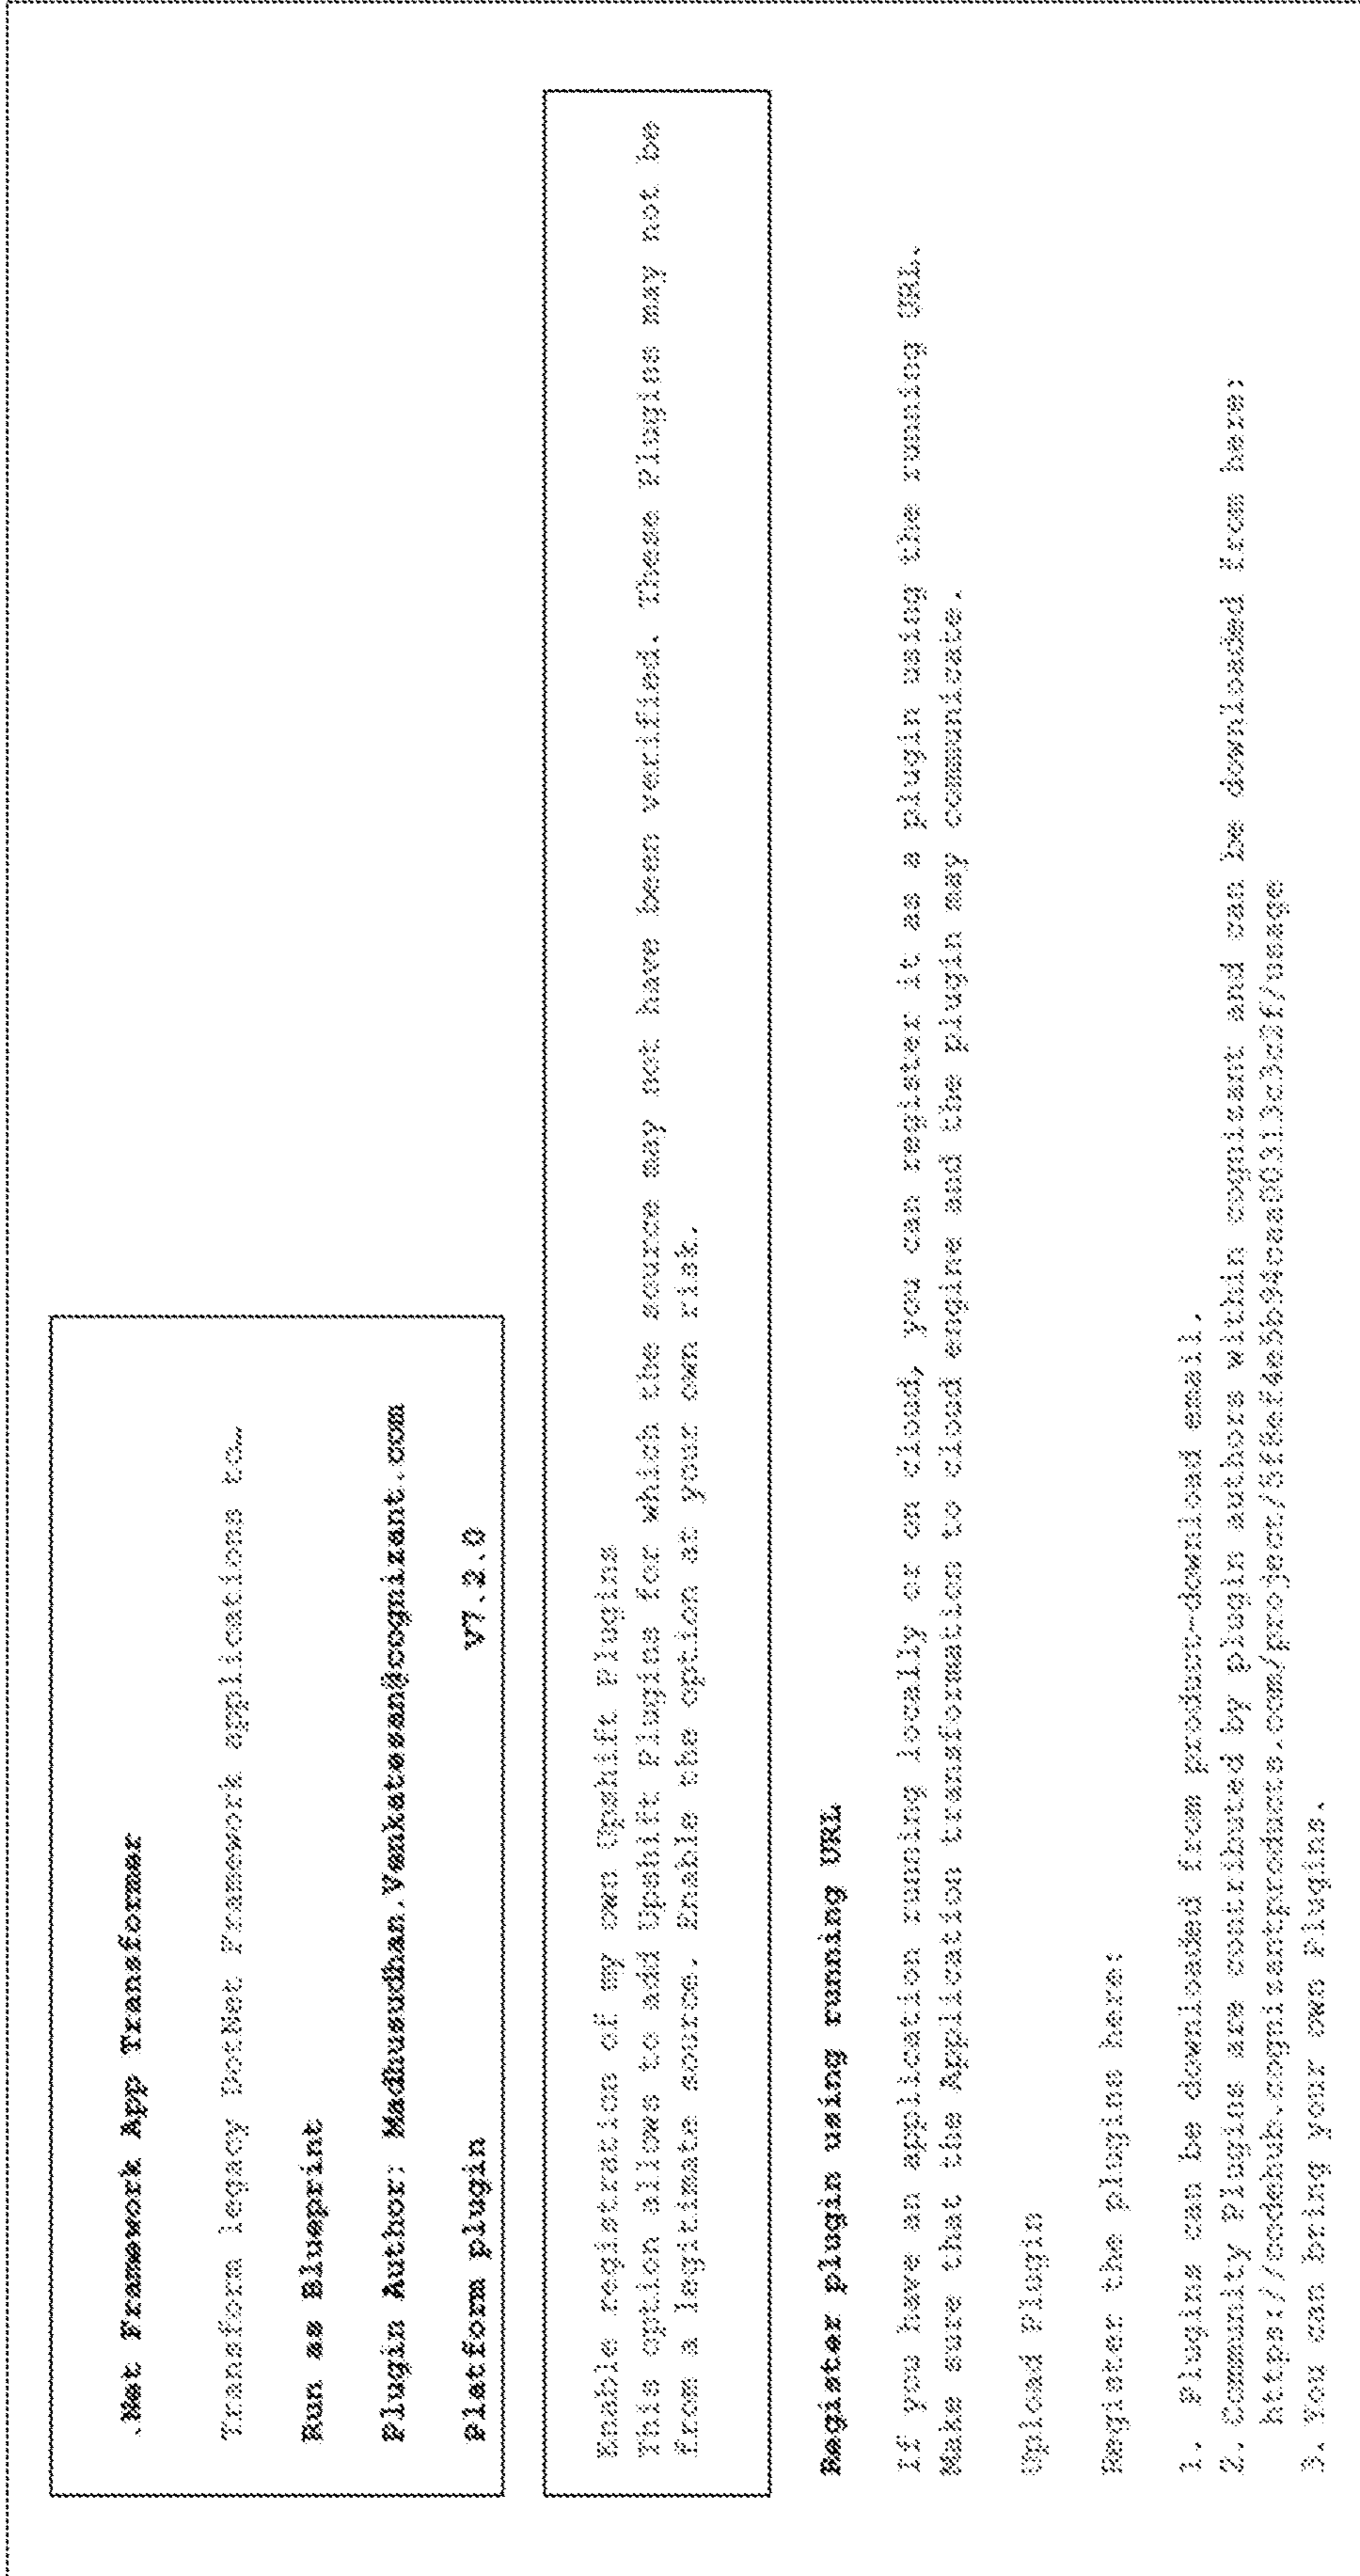 .Net Framework App Transformer
Transform legacy DotNet Framework applications to…
Run as Blueprint
Plugin Author: Madhusudhan.Venkatesan@cognizant.com
Platform plugin v7.2.0
Enable registration of my own Upshift Plugins
This option allows to add Upshift Plugins for which the source may not have been verified. These Plugins may not be
from a legitimate source. Enable the option at your own risk.
Register plugin using running URL
If you have an application running locally or on cloud, you can register it as a plugin using the running URL.
Make sure that the Application transformation to cloud engine and the plugin may communicate.
Upload Plugin
Register the plugins here:
1. Plugins can be downloaded from product-download email.
2. Community Plugins are contributed by plugin authors within cognisant and can be downloaded from here:
3. You can bring your own Plugins.